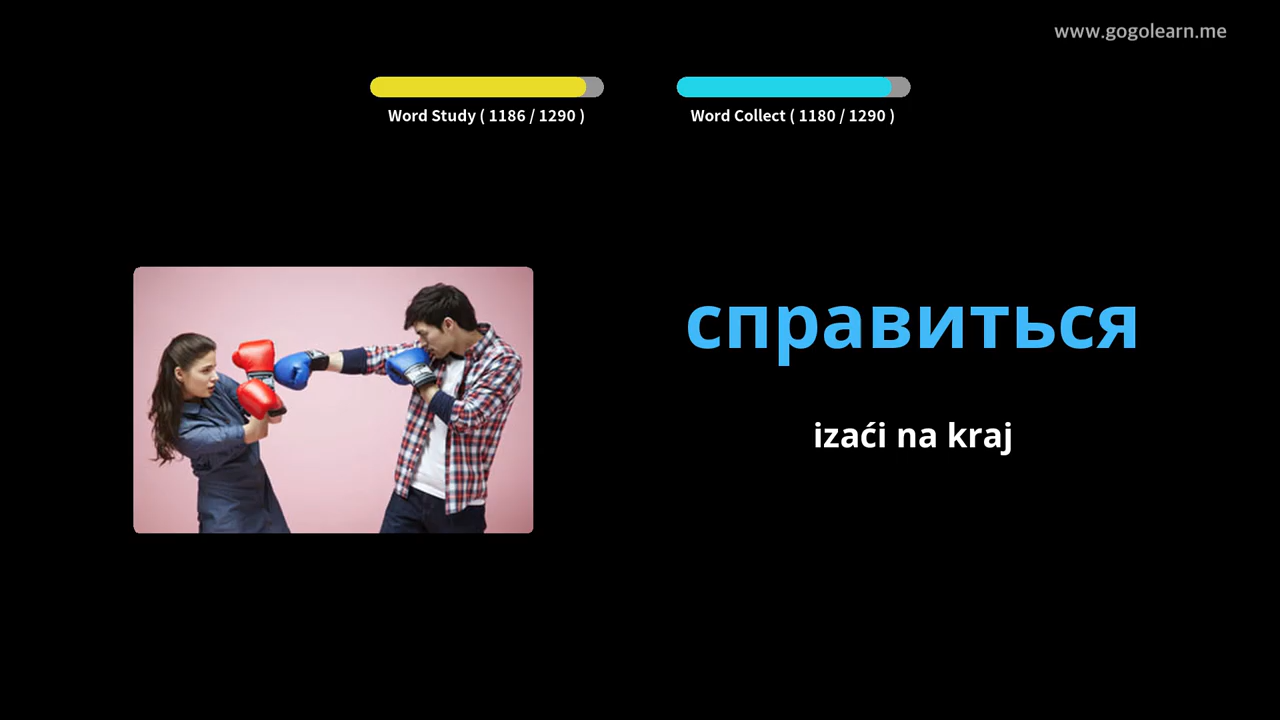 www.gogolearn.me
Word Study ( 1186 / 1290 )
Word Collect ( 1180 / 1290 )
справиться
izaći na kraj